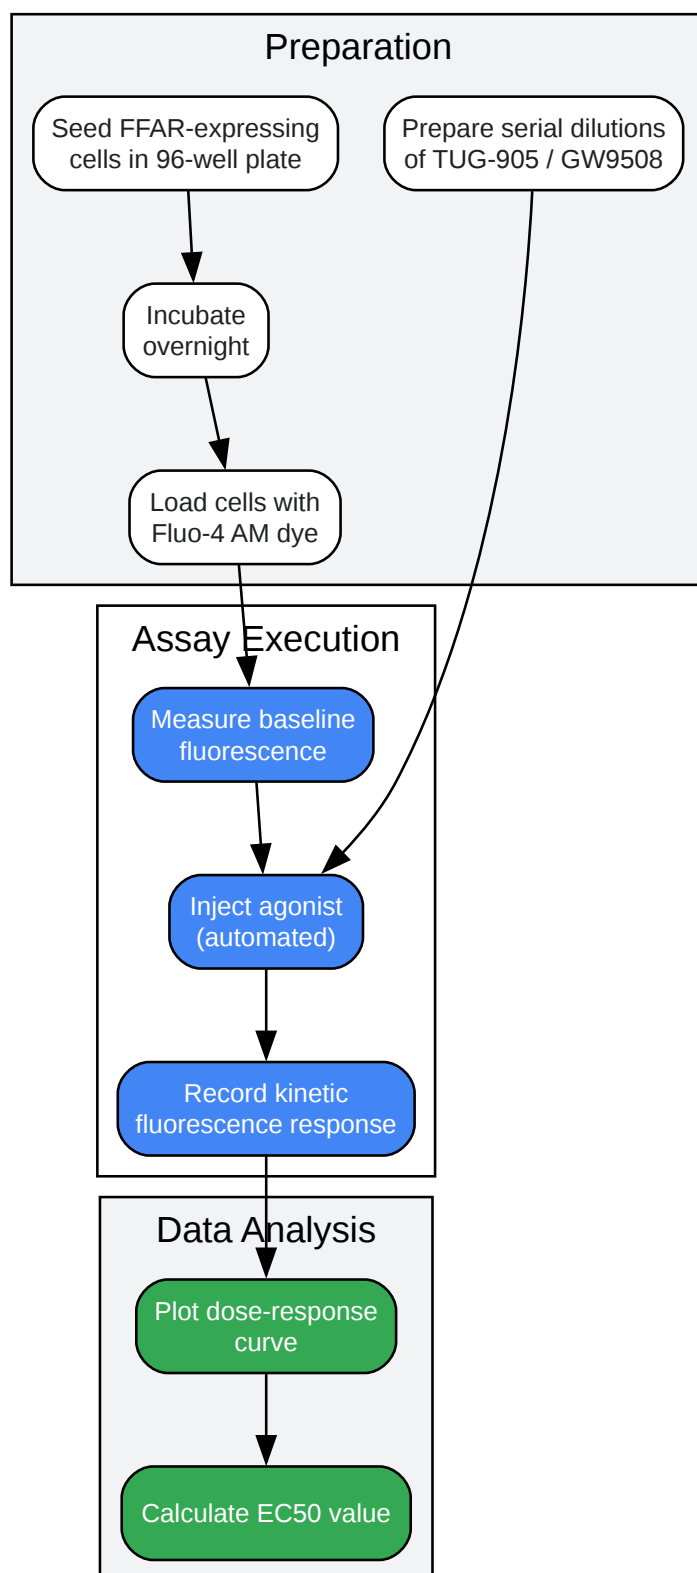 Preparation
Seed FFAR-expressing
cells in 96-well plate
Prepare serial dilutions
of TUG-905 / GW9508
Incubate
overnight
Load cells with
Fluo-4 AM dye
Assay Execution
Measure baseline
fluorescence
Inject agonist
(automated)
Record kinetic
fluorescence response
Data Analysis
Plot dose-response
curve
Calculate EC50 value